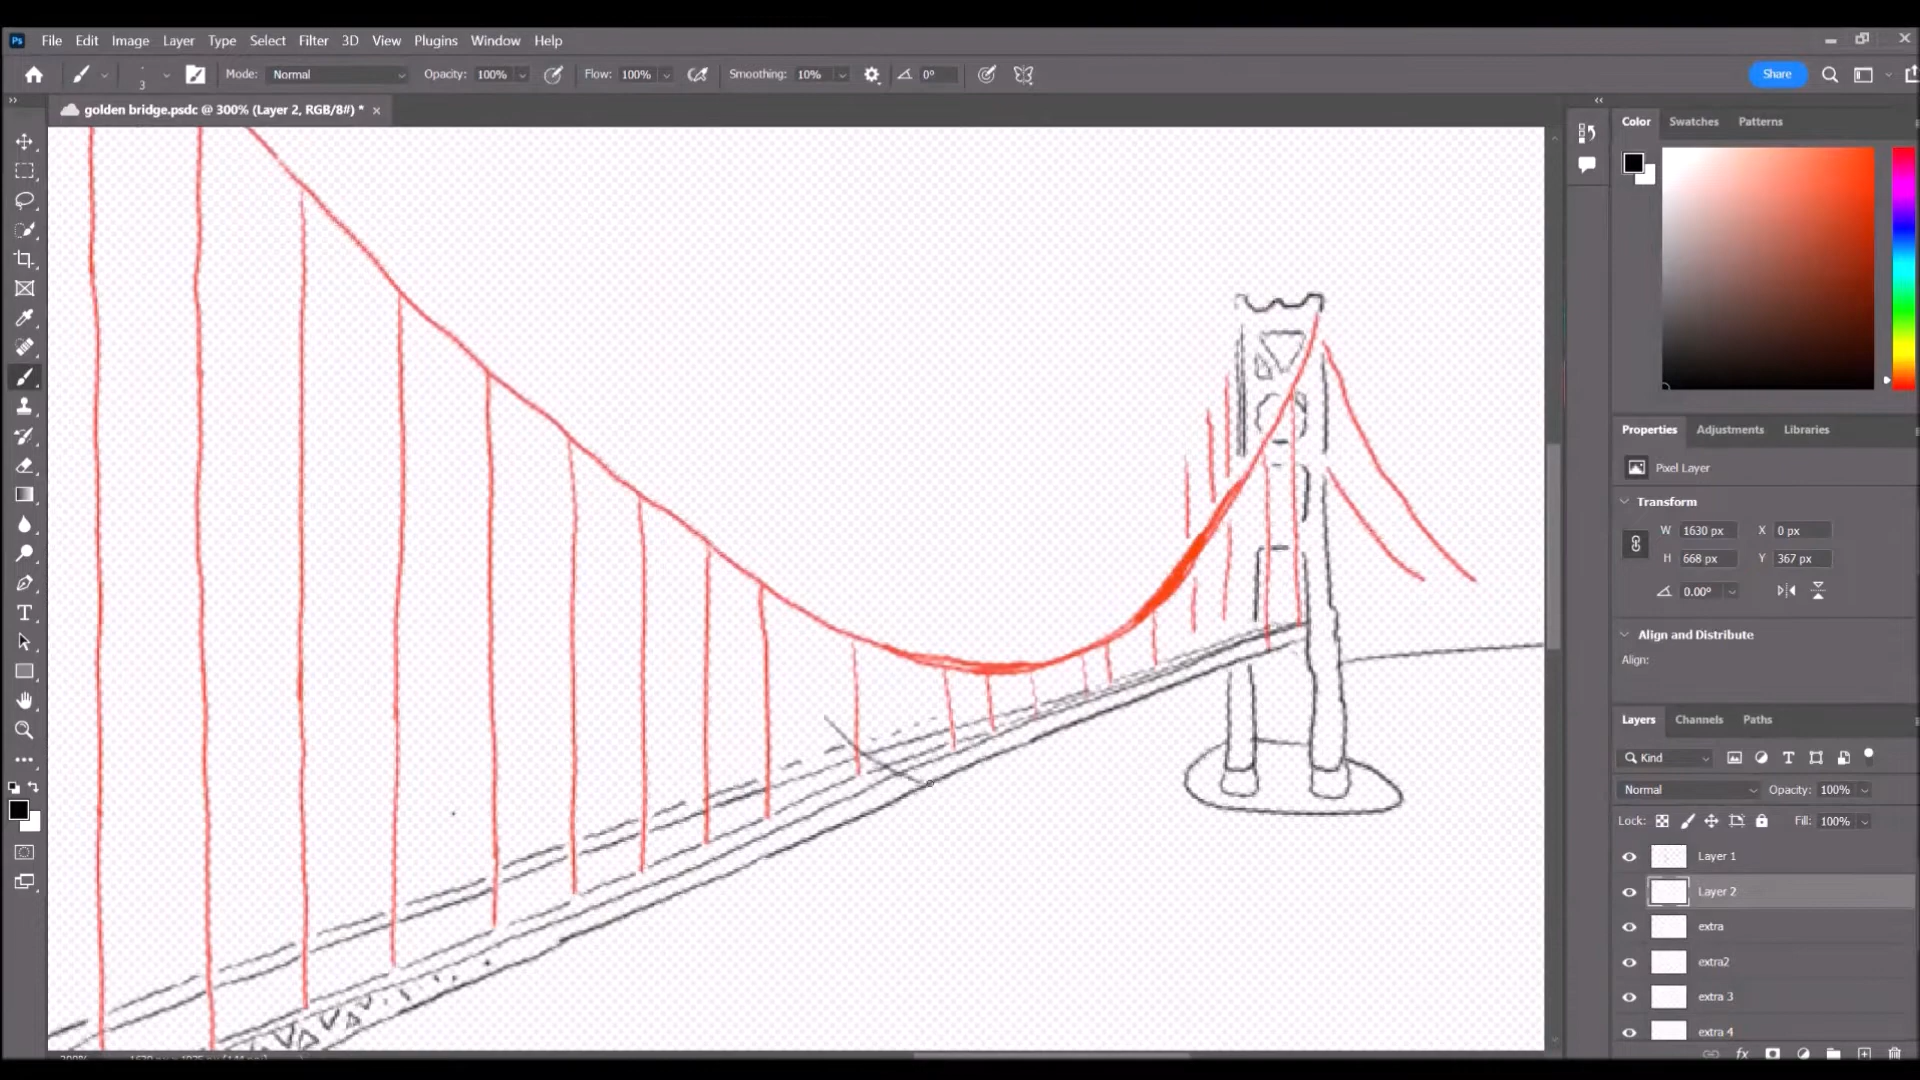 Ps File Edit Image Layer Type Select Filter 3D View Plugins Window Help
3 Mode: Normal Opacity: 100% Flow: 100% Smoothing: 10% 0° Share
golden bridge.psdc @ 300% (Layer 2, RGB/8#) * ×
Color Swatches Patterns
Properties Adjustments Libraries
Pixel Layer
Transform
W 1630 px X 0 px
H 668 px Y 367 px
0.00°
Align and Distribute
Align:
Layers Channels Paths
Kind
Normal Opacity: 100%
Lock: Fill: 100%
Layer 1
Layer 2
extra
extra2
extra 3
extra 4
fx